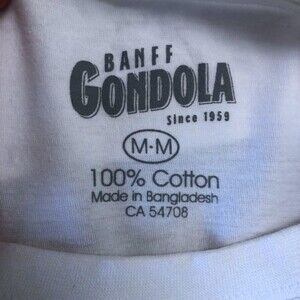 BANFF
GONDOLA
Since 1959
M·M
100% Cotton
Made in Bangladesh
CA 54708